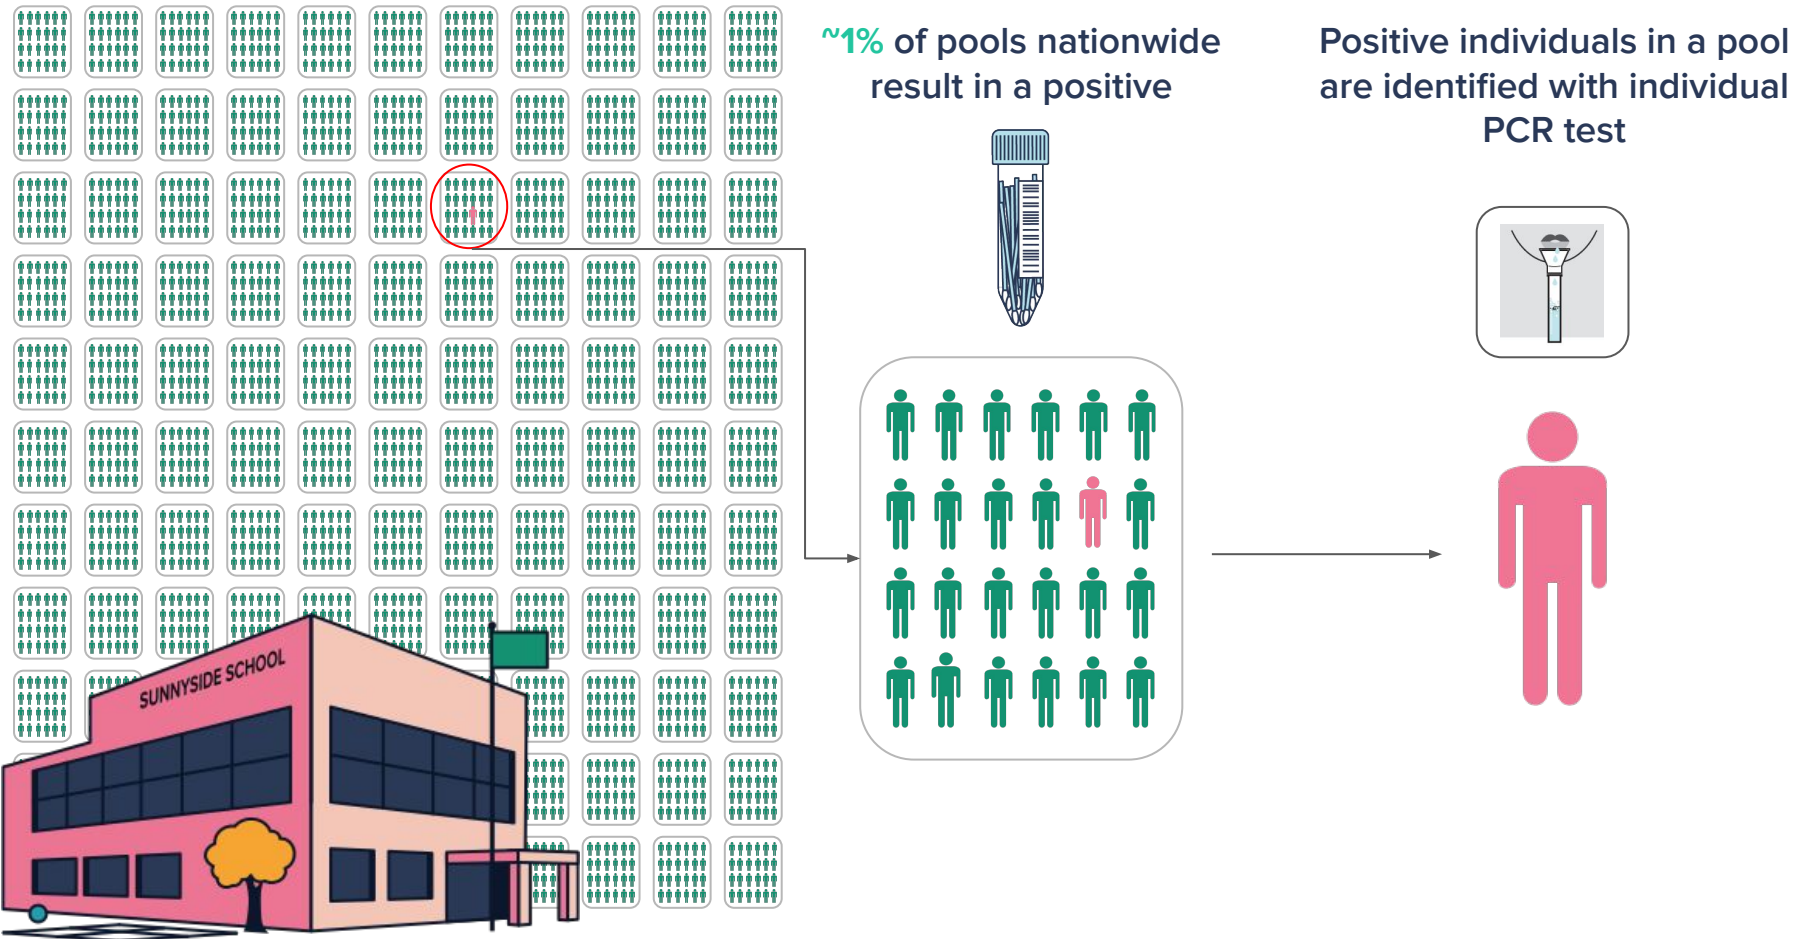 ~1% of pools nationwide
result in a positive
Positive individuals in a pool
are identified with individual
PCR test
SUNNYSIDE SCHOOL